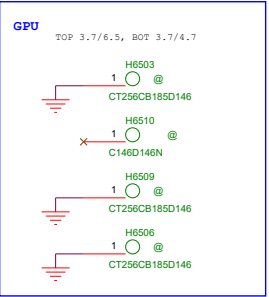 GPU
TOP 3.7/6.5, BOT 3.7/4.7
H6503
1 @
CT256CB185D146
H6510
1 @
C146D146N
H6509
1 @
CT256CB185D146
H6506
1 @
CT256CB185D146